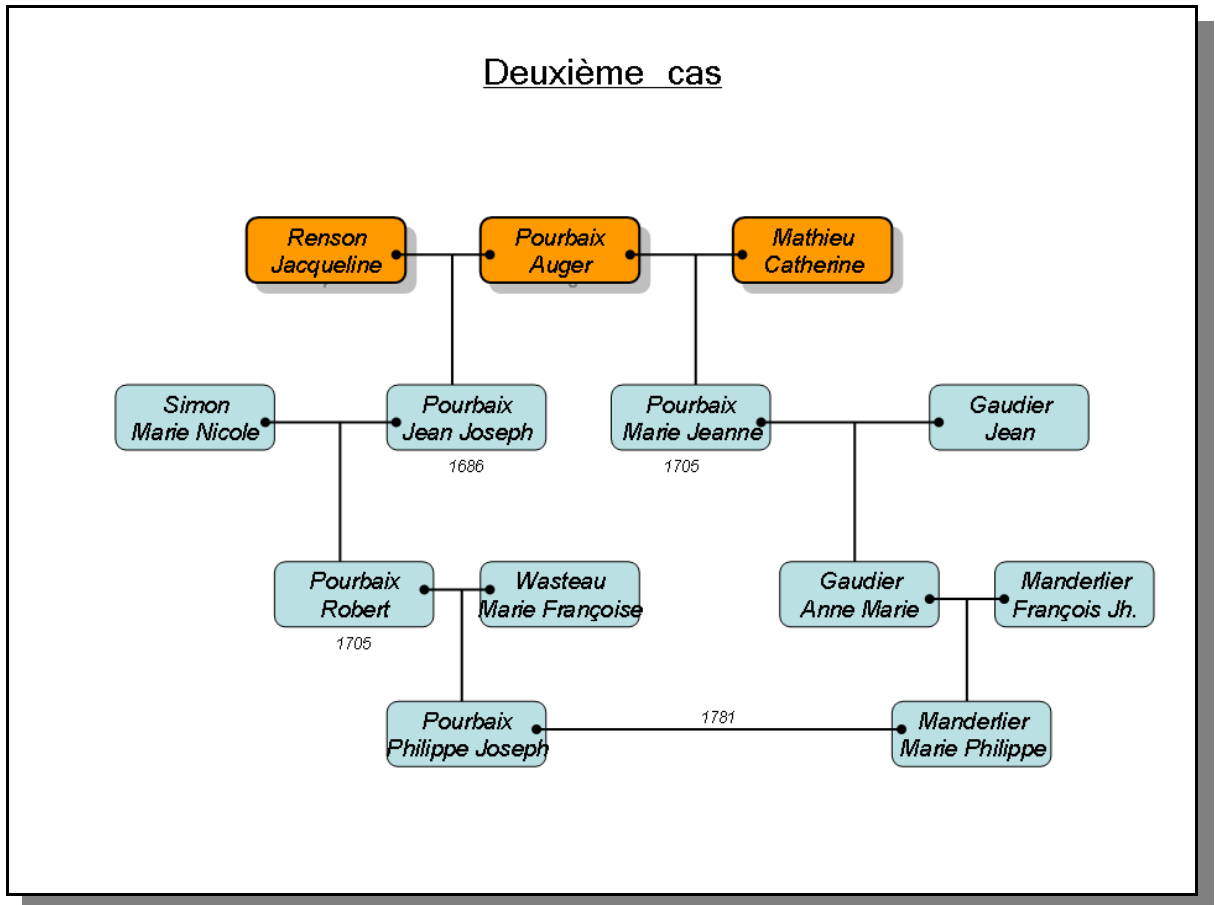 Deuxième cas
Renson
Jacqueline
Pourbaix
Auger
Mathieu
Catherine
Simon
Marie Nicole
Pourbaix
Jean Joseph
1686
Pourbaix
Marie Jeanne
1705
Gaudier
Jean
Pourbaix
Robert
1705
Wasteau
Marie Françoise
Gaudier
Anne Marie
Manderlier
François Jh.
Pourbaix
Philippe Joseph
1781
Manderlier
Marie Philippe